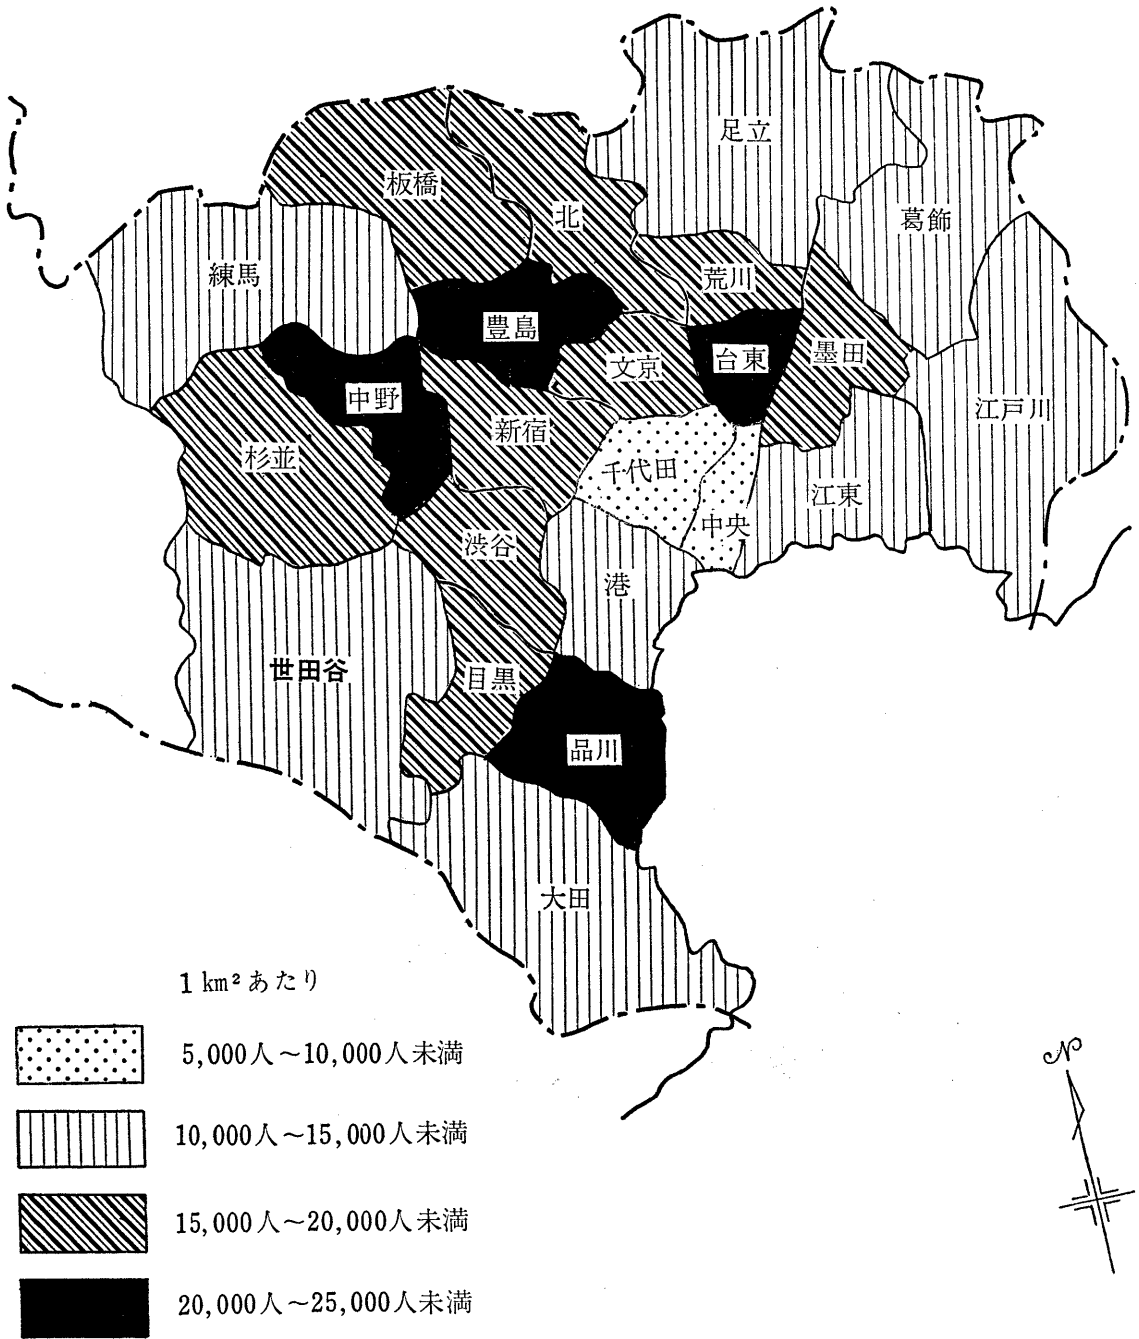 足立
板橋
北
葛飾
練馬
荒川
豊島
台東
墨田
文京
中野
江戸川
新宿
杉並
千代田
江東
中央
渋谷
港
世田谷
目黒
品川
大田
1 km²あたり
5,000人〜10,000人未満
10,000人〜15,000人未満
15,000人〜20,000人未満
20,000人〜25,000人未満
N